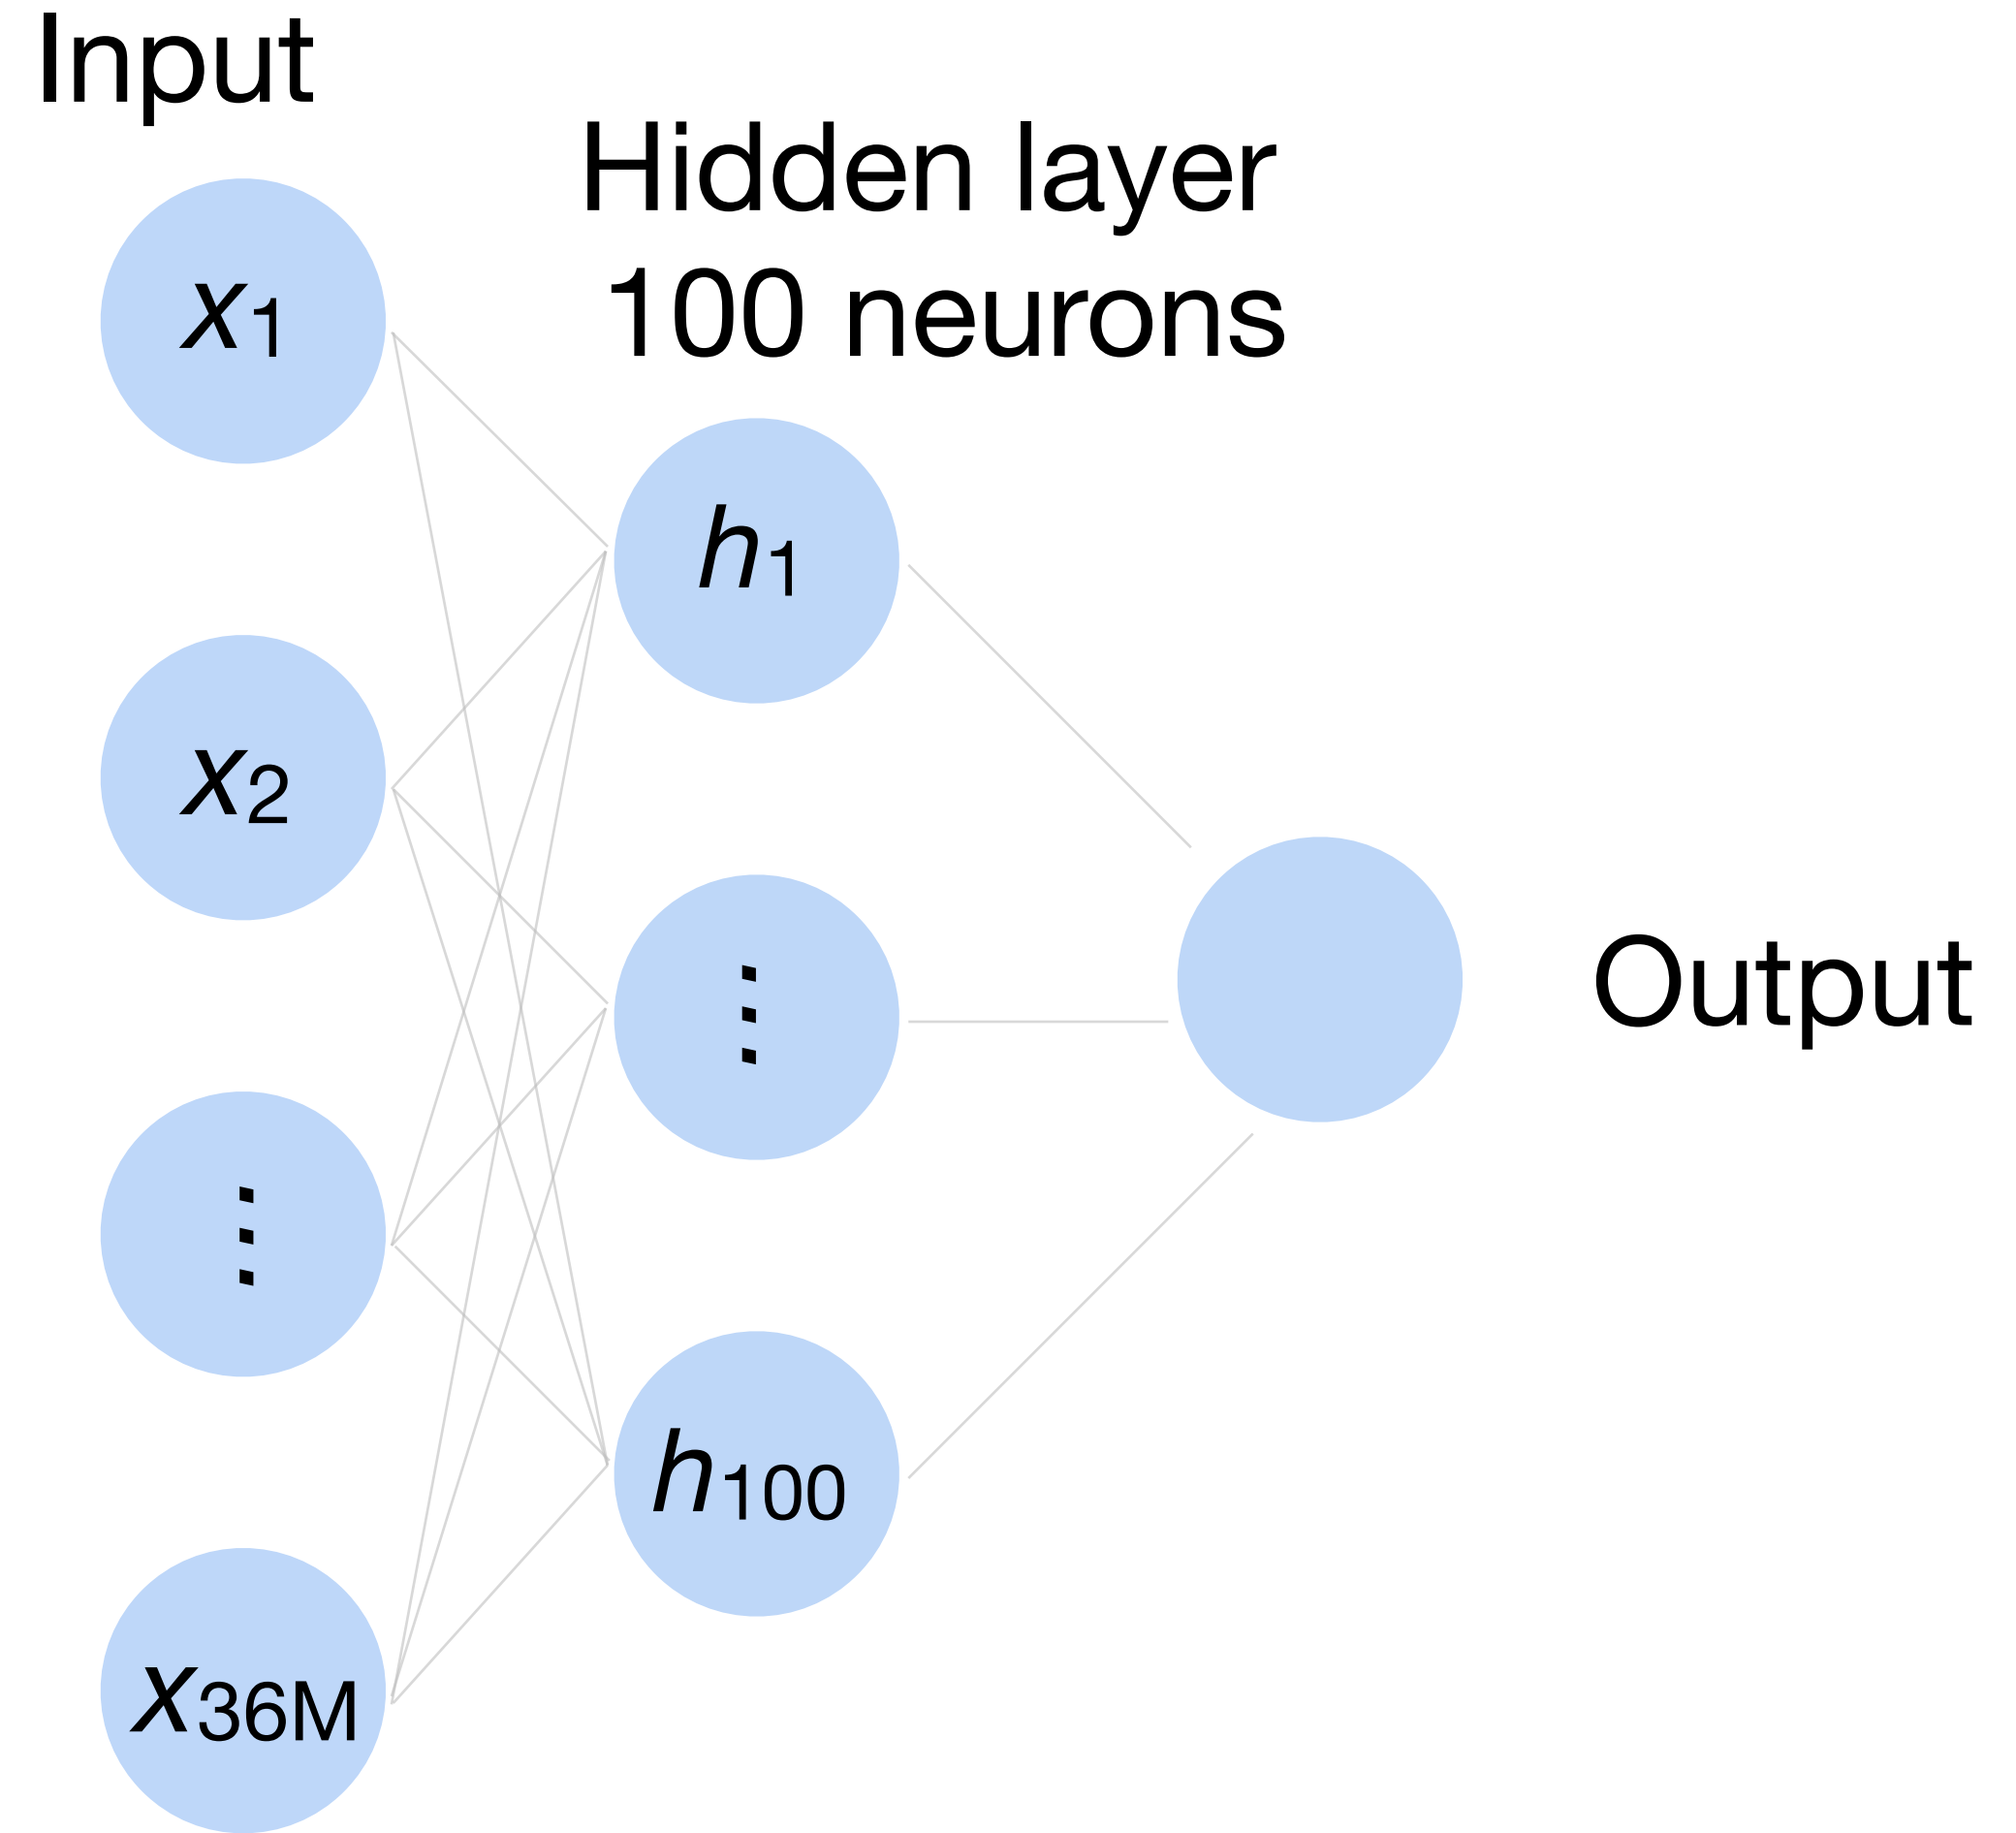 Input
Hidden layer
100 neurons
x1
h1
x2
⋮
Output
⋮
h100
x36M